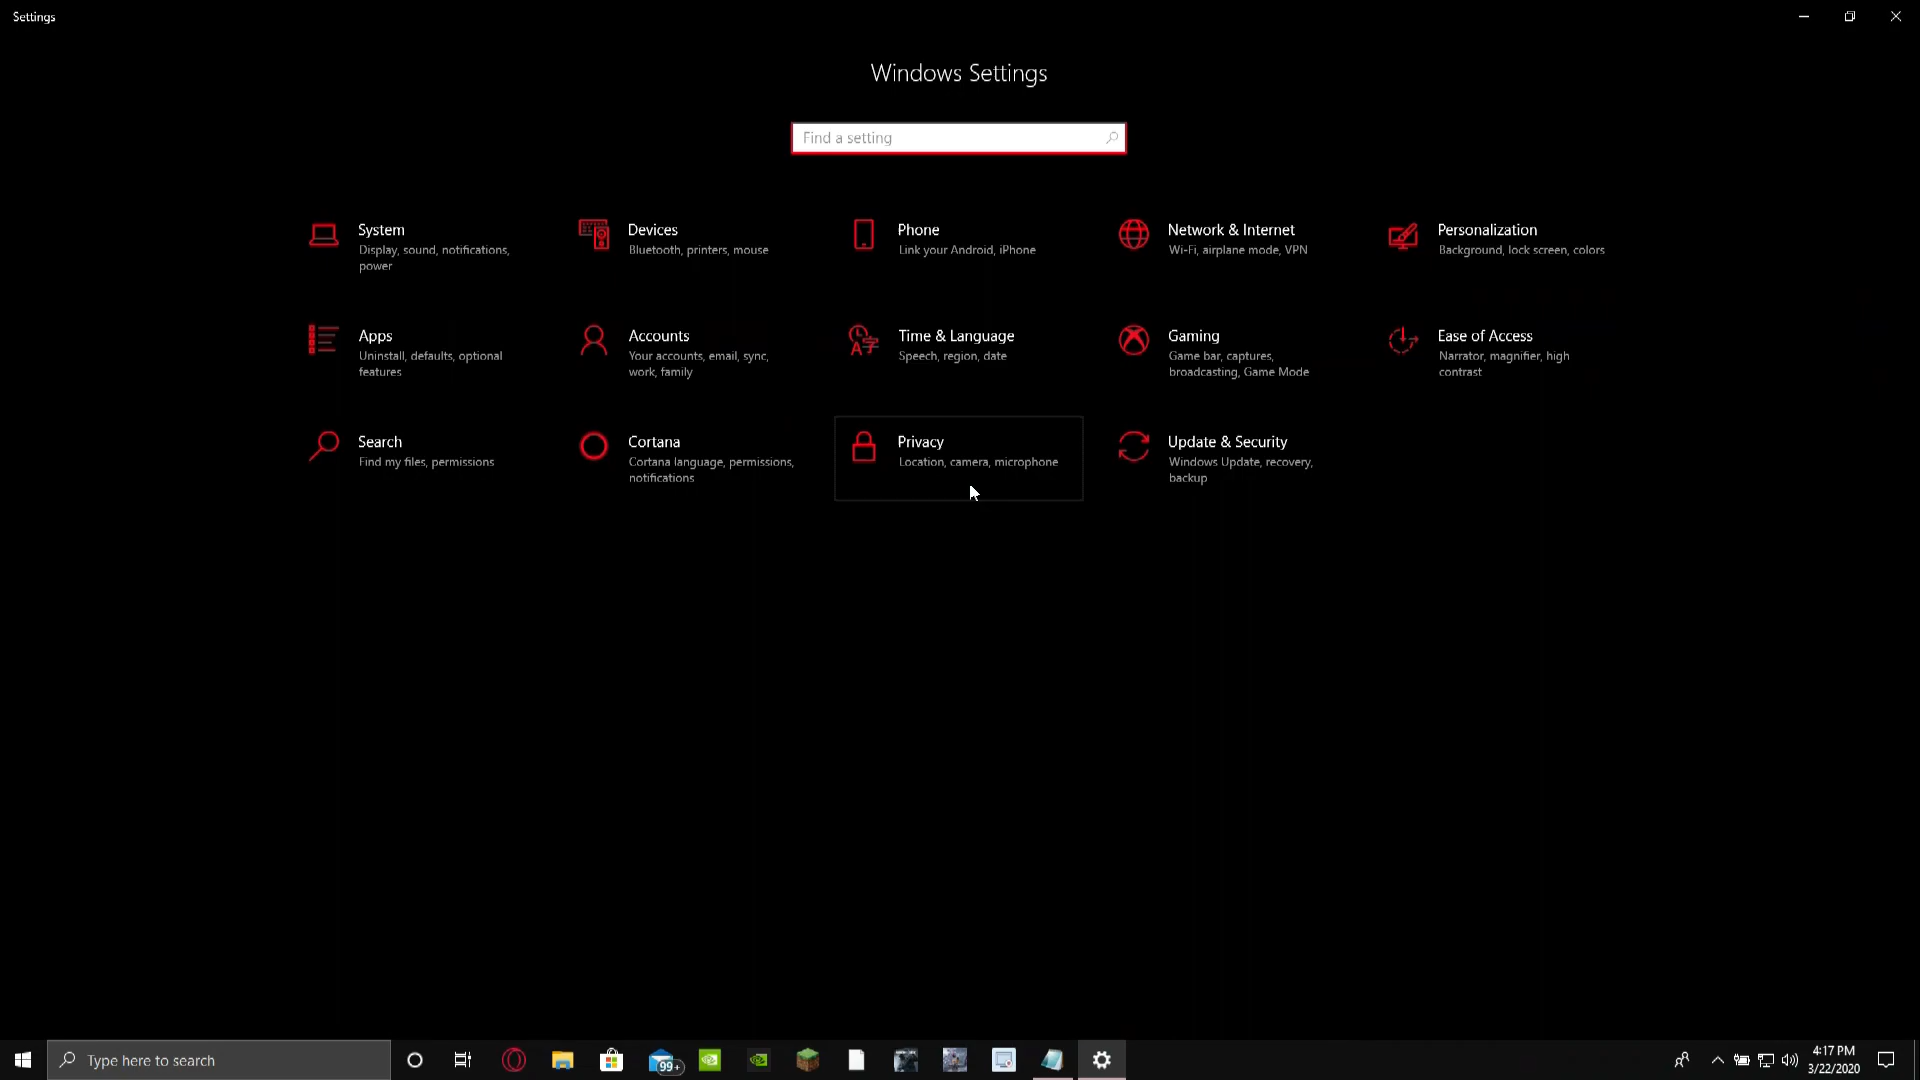 Settings
Windows Settings
Find a setting
System
Display, sound, notifications,
power
Devices
Bluetooth, printers, mouse
Phone
Link your Android, iPhone
Network & Internet
Wi-Fi, airplane mode, VPN
Personalization
Background, lock screen, colors
Apps
Uninstall, defaults, optional
features
Accounts
Your accounts, email, sync,
work, family
Time & Language
Speech, region, date
Gaming
Game bar, captures,
broadcasting, Game Mode
Ease of Access
Narrator, magnifier, high
contrast
Search
Find my files, permissions
Cortana
Cortana language, permissions,
notifications
Privacy
Location, camera, microphone
Update & Security
Windows Update, recovery,
backup
Type here to search
99+
4:17 PM
3/22/2020